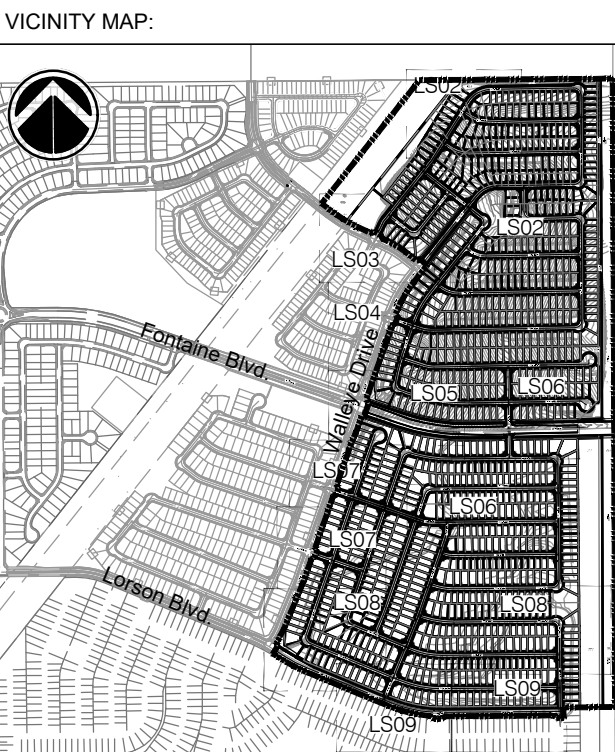 VICINITY MAP:
LS02
LS02
LS03
LS04
Fontaine Blvd.
Walleye Drive
LS05
LS06
LS07
LS06
LS07
LS08
LS08
Lorson Blvd.
LS09
LS09